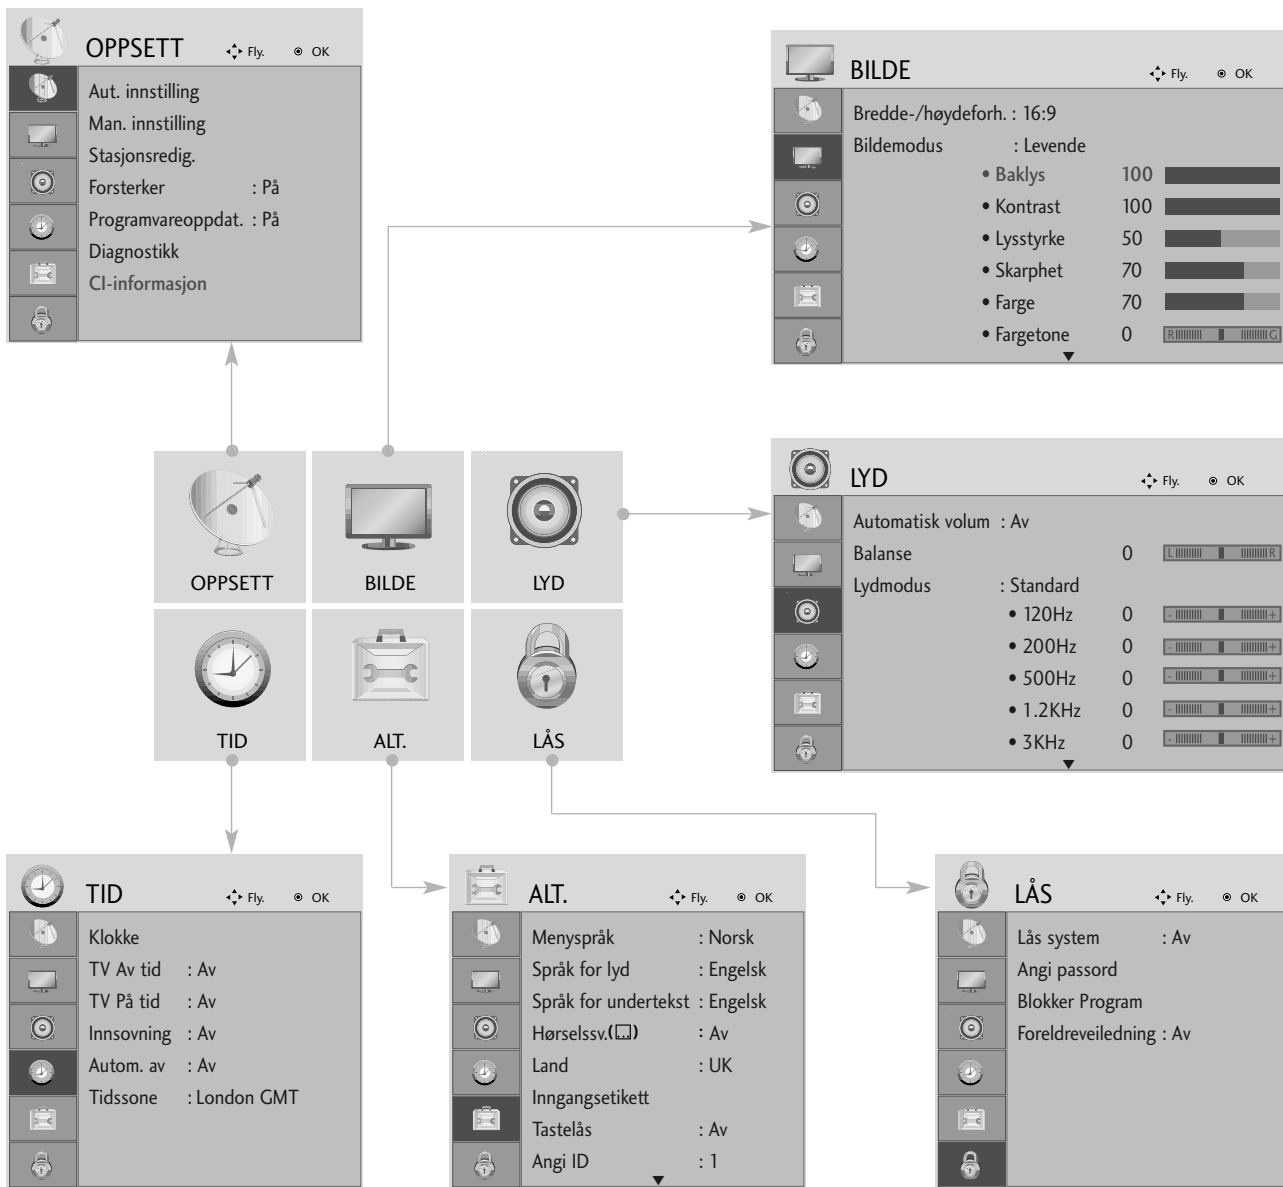 OPPSETT Fly. OK
Aut. innstilling
Man. innstilling
Stasjonsredig.
Forsterker : På
Programvareoppdat. : På
Diagnostikk
CI-informasjon
BILDE Fly. OK
Bredde-/høydeforh. : 16:9
Bildemodus : Levende
• Baklys 100
• Kontrast 100
• Lysstyrke 50
• Skarphet 70
• Farge 70
• Fargetone 0 R G
OPPSETT
BILDE
LYD
TID
ALT.
LÅS
LYD Fly. OK
Automatisk volum : Av
Balanse 0 L R
Lydmodus : Standard
• 120Hz 0 - +
• 200Hz 0 - +
• 500Hz 0 - +
• 1.2KHz 0 - +
• 3KHz 0 - +
TID Fly. OK
Klokke
TV Av tid : Av
TV På tid : Av
Innsovning : Av
Autom. av : Av
Tidssone : London GMT
ALT. Fly. OK
Menyspråk : Norsk
Språk for lyd : Engelsk
Språk for undertekst : Engelsk
Hørselssv.( ) : Av
Land : UK
Inngangsetikett
Tastelås : Av
Angi ID : 1
LÅS Fly. OK
Lås system : Av
Angi passord
Blokker Program
Foreldreveiledning : Av